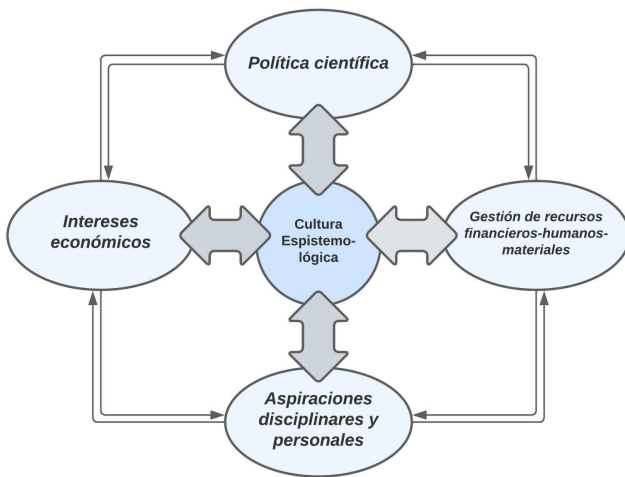 Política científica
Intereses
económicos
Cultura
Espistemo-
lógica
Gestión de recursos
financieros-humanos-
materiales
Aspiraciones
disciplinares y
personales